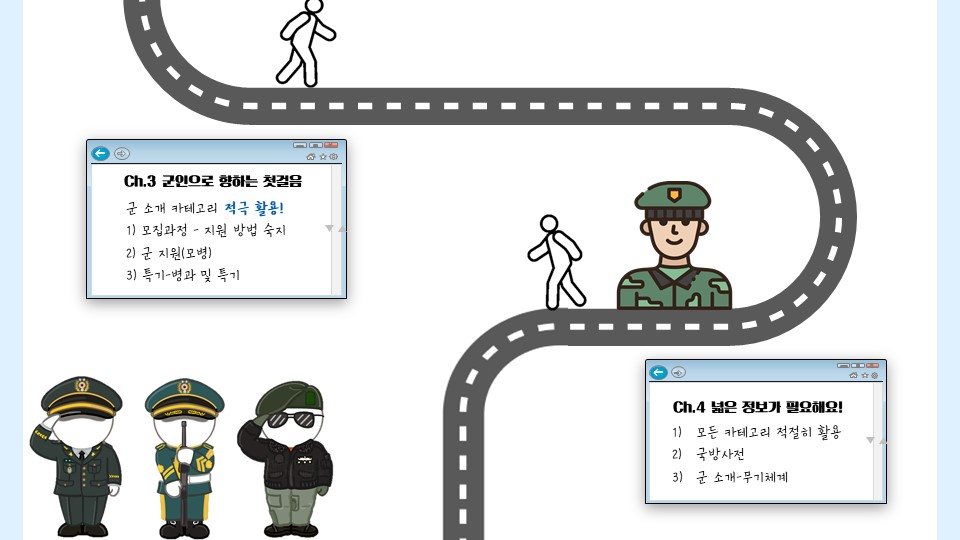 Ch.3 군인으로 향하는 첫걸음
군 소개 카테고리 적극 활용!
1) 모집과정 - 지원 방법 숙지
2) 군 지원(모병)
3) 특기-병과 및 특기
Ch.4 넓은 정보가 필요해요!
1) 모든 카테고리 적절히 활용
2) 국방사전
3) 군 소개-무기체계